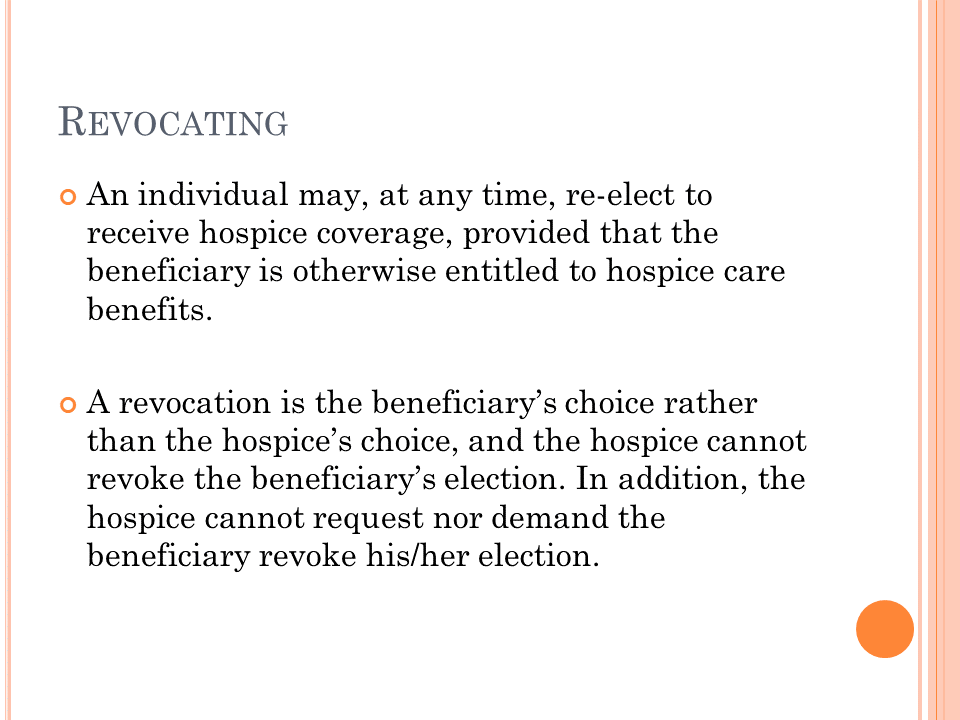 REVOCATING
An individual may, at any time, re-elect to
receive hospice coverage, provided that the
beneficiary is otherwise entitled to hospice care
benefits.
A revocation is the beneficiary’s choice rather
than the hospice’s choice, and the hospice cannot
revoke the beneficiary’s election. In addition, the
hospice cannot request nor demand the
beneficiary revoke his/her election.